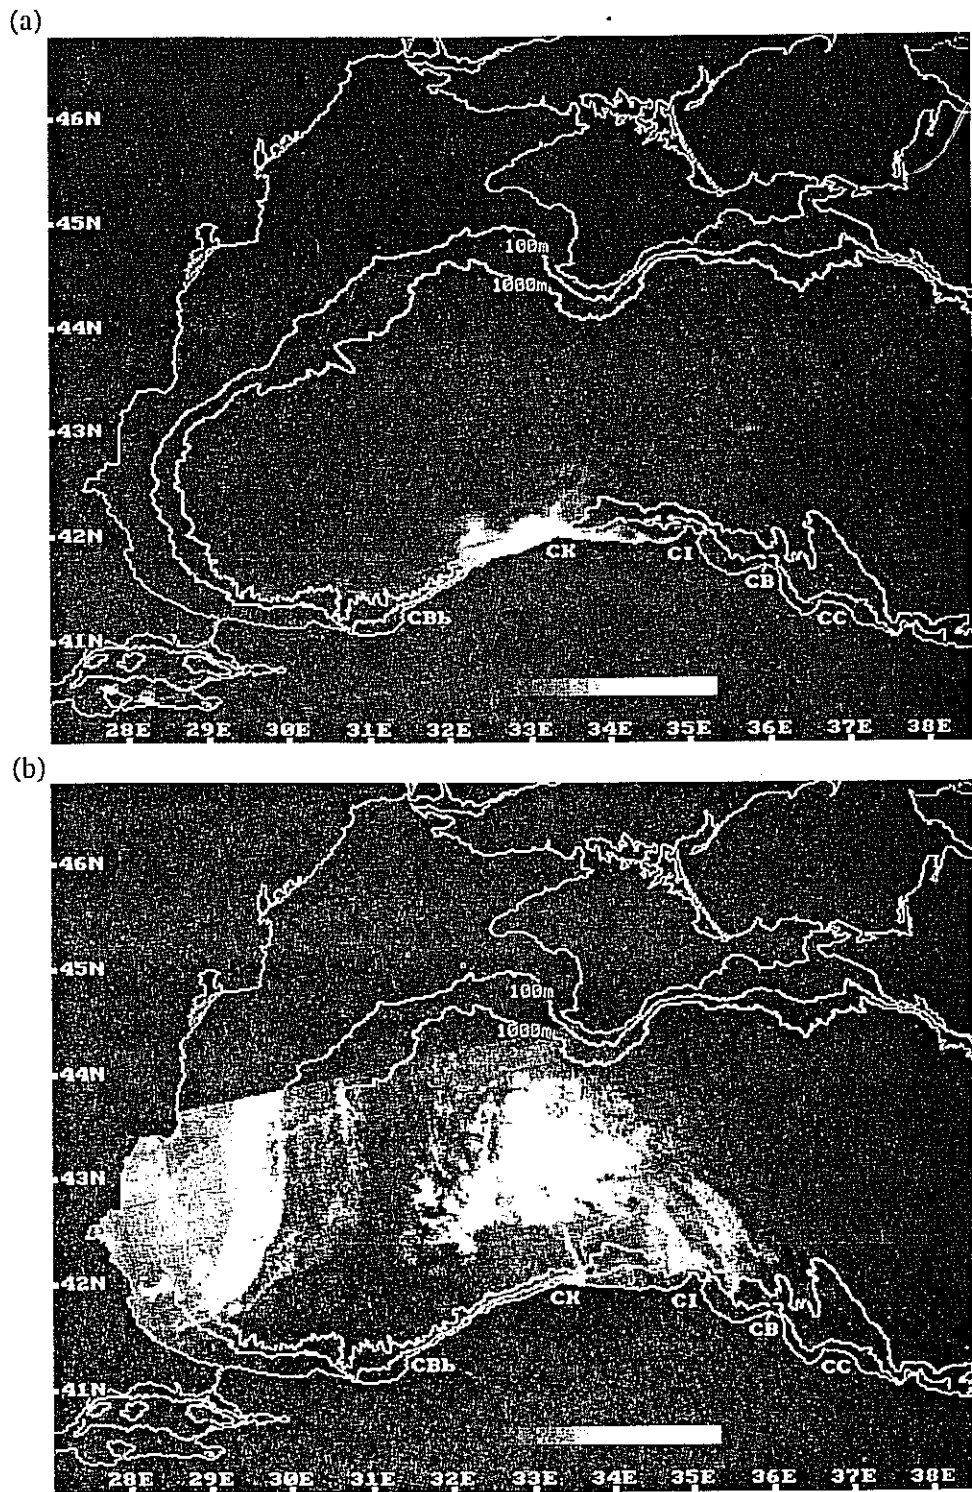 (a)
46N
45N
100m
1000m
44N
43N
42N
CK
CI
CB
CBb
CC
41N
28E 29E 30E 31E 32E 33E 34E 35E 36E 37E 38E
(b)
46N
45N
100m
1000m
44N
43N
42N
CK
CI
CB
CBb
CC
41N
28E 29E 30E 31E 32E 33E 34E 35E 36E 37E 38E